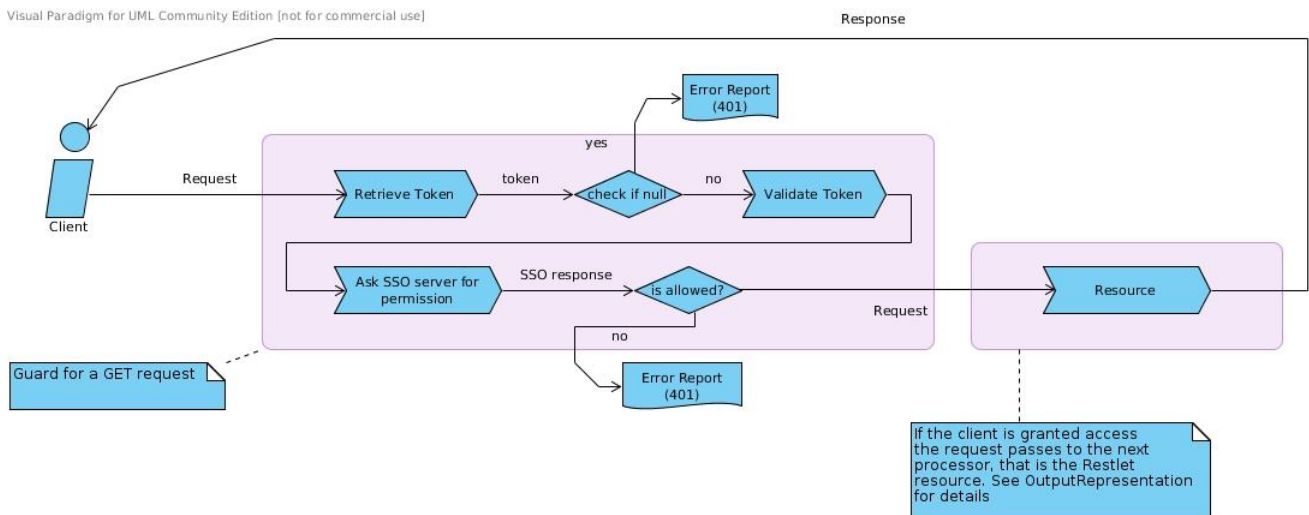 Visual Paradigm for UML Community Edition [not for commercial use]
Response
Error Report
(401)
yes
Request
Retrieve Token
token
check if null
no
Validate Token
Client
Ask SSO server for
permission
SSO response
is allowed?
Request
Resource
no
Guard for a GET request
Error Report
(401)
If the client is granted access
the request passes to the next
processor, that is the Restlet
resource. See OutputRepresentation
for details